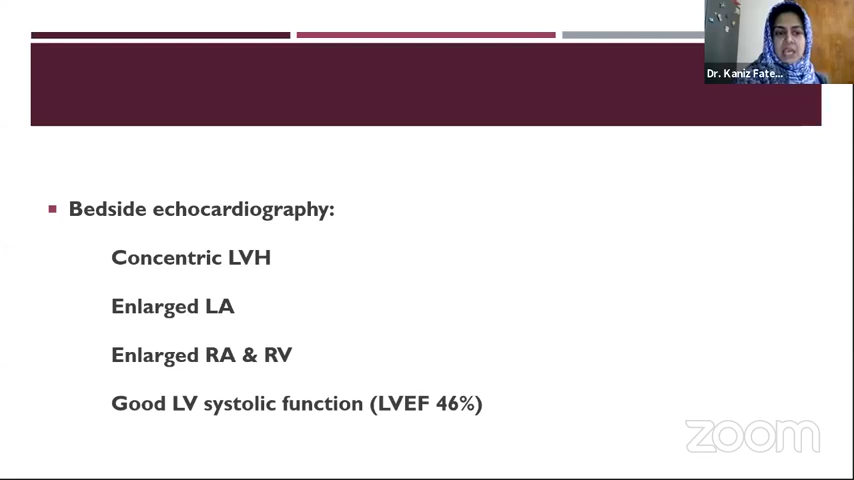 Dr. Kaniz Fate...
Bedside echocardiography:
Concentric LVH
Enlarged LA
Enlarged RA & RV
Good LV systolic function (LVEF 46%)
zoom